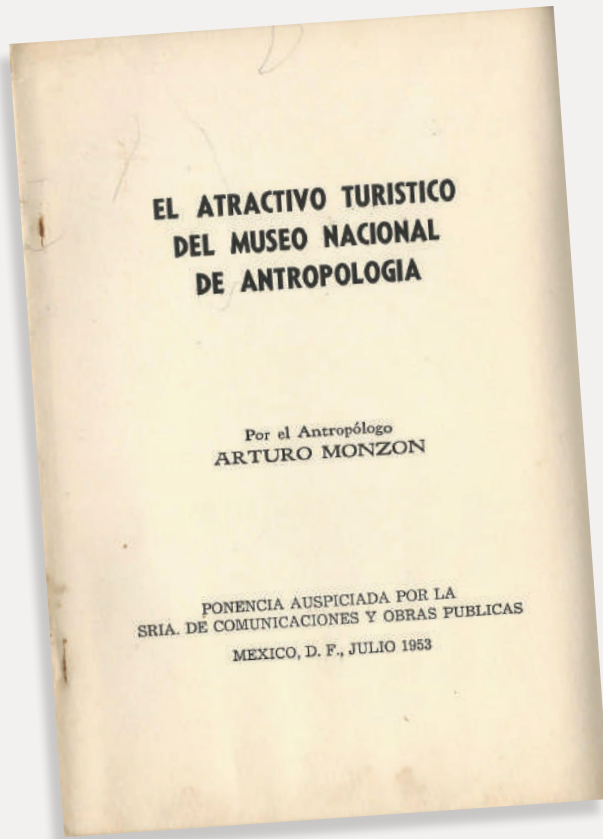 EL ATRACTIVO TURISTICO
DEL MUSEO NACIONAL
DE ANTROPOLOGIA
Por el Antropólogo
ARTURO MONZON
PONENCIA AUSPICIADA POR LA
SRIA. DE COMUNICACIONES Y OBRAS PUBLICAS
MEXICO, D. F., JULIO 1953